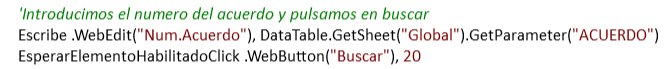 'Introducimos el numero del acuerdo y pulsamos en buscar
Escribe .WebEdit("Num.Acuerdo"), DataTable.GetSheet("Global").GetParameter("ACUERDO")
EsperarElementoHabilitadoClick .WebButton("Buscar"), 20